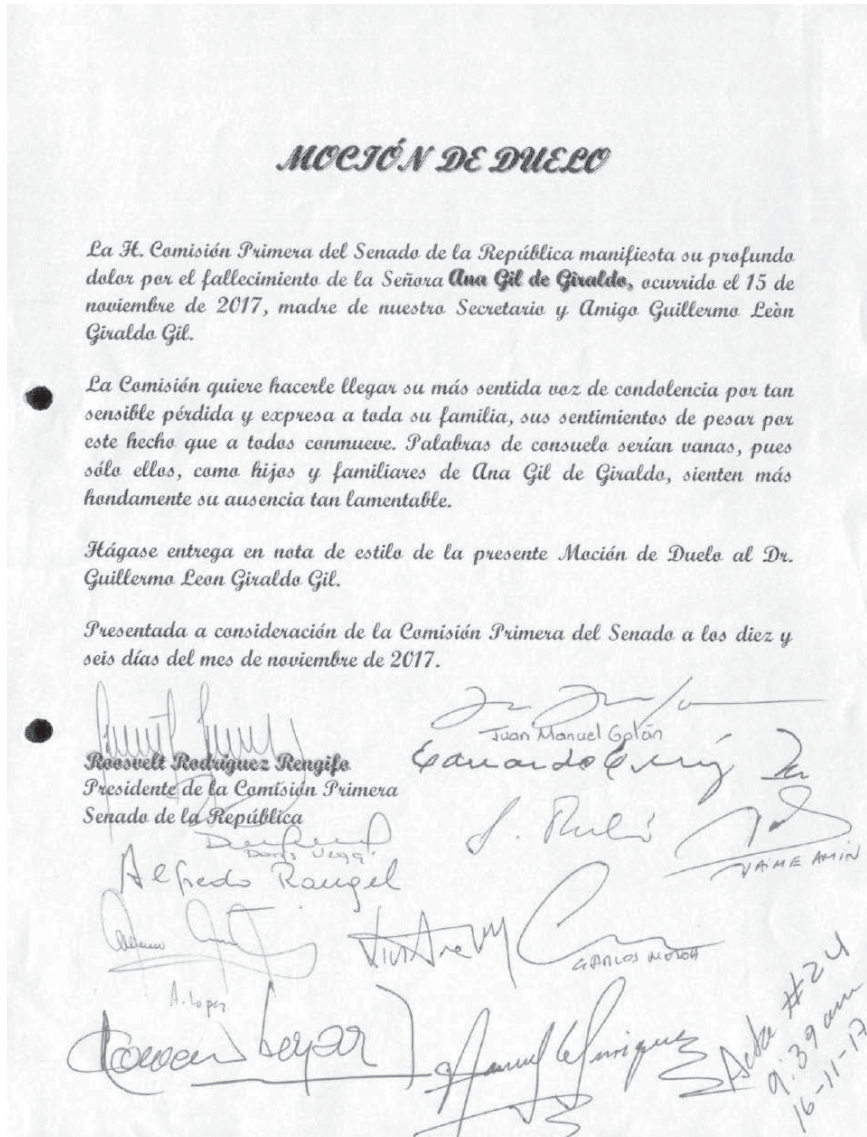 MOCIÓN DE DUELO
La H. Comisión Primera del Senado de la República manifiesta su profundo
dolor por el fallecimiento de la Señora Ana Gil de Giraldo, ocurrido el 15 de
noviembre de 2017, madre de nuestro Secretario y Amigo Guillermo Leòn
Giraldo Gil.
La Comisión quiere hacerle llegar su más sentida voz de condolencia por tan
sensible pérdida y expresa a toda su familia, sus sentimientos de pesar por
este hecho que a todos conmueve. Palabras de consuelo serían vanas, pues
sólo ellos, como hijos y familiares de Ana Gil de Giraldo, sienten más
hondamente su ausencia tan lamentable.
Hágase entrega en nota de estilo de la presente Moción de Duelo al Dr.
Guillermo Leon Giraldo Gil.
Presentada a consideración de la Comisión Primera del Senado a los diez y
seis días del mes de noviembre de 2017.
Juan Manuel Galán
Roosvelt Rodríguez Rengifo
Presidente de la Comisión Primera
Senado de la República
Doris Vega
JAIME AMIN
Alfredo Rangel
CARLOS MOTOA
A. Lopez
Acta #24
9:39 am
16-11-17